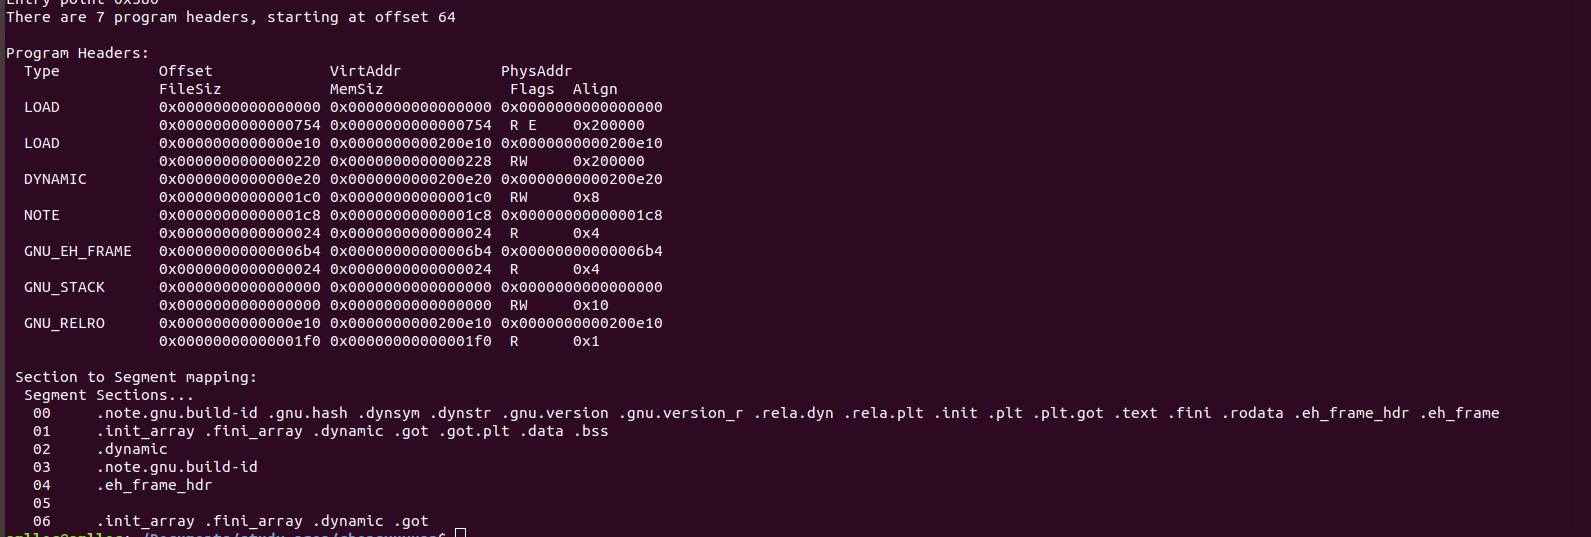 Entry point 0x580
There are 7 program headers, starting at offset 64
Program Headers:
Type Offset VirtAddr PhysAddr
FileSiz MemSiz Flags Align
LOAD 0x0000000000000000 0x0000000000000000 0x0000000000000000
0x0000000000000754 0x0000000000000754 R E 0x200000
LOAD 0x0000000000000e10 0x0000000000200e10 0x0000000000200e10
0x0000000000000220 0x0000000000000228 RW 0x200000
DYNAMIC 0x0000000000000e20 0x0000000000200e20 0x0000000000200e20
0x00000000000001c0 0x00000000000001c0 RW 0x8
NOTE 0x00000000000001c8 0x00000000000001c8 0x00000000000001c8
0x0000000000000024 0x0000000000000024 R 0x4
GNU_EH_FRAME 0x00000000000006b4 0x00000000000006b4 0x00000000000006b4
0x0000000000000024 0x0000000000000024 R 0x4
GNU_STACK 0x0000000000000000 0x0000000000000000 0x0000000000000000
0x0000000000000000 0x0000000000000000 RW 0x10
GNU_RELRO 0x0000000000000e10 0x0000000000200e10 0x0000000000200e10
0x00000000000001f0 0x00000000000001f0 R 0x1
Section to Segment mapping:
Segment Sections...
00 .note.gnu.build-id .gnu.hash .dynsym .dynstr .gnu.version .gnu.version_r .rela.dyn .rela.plt .init .plt .plt.got .text .fini .rodata .eh_frame_hdr .eh_frame
01 .init_array .fini_array .dynamic .got .got.plt .data .bss
02 .dynamic
03 .note.gnu.build-id
04 .eh_frame_hdr
05
06 .init_array .fini_array .dynamic .got